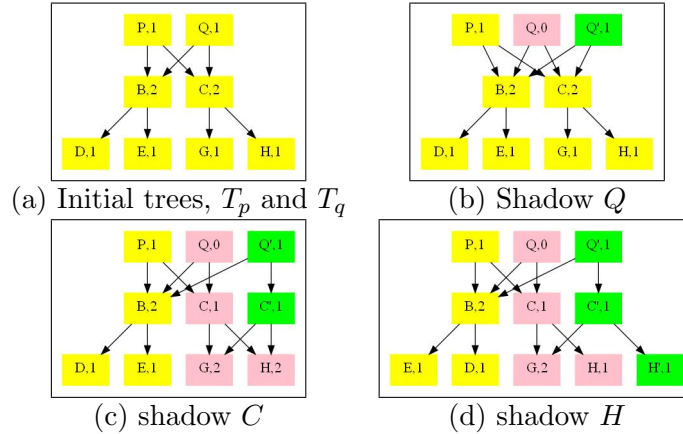 P,1 Q,1 P,1 Q,0 Q',1
B,2 C,2 B,2 C,2
D,1 E,1 G,1 H,1 D,1 E,1 G,1 H,1
(a) Initial trees, T_p and T_q (b) Shadow Q
P,1 Q,0 Q',1 P,1 Q,0 Q',1
B,2 C,1 C',1 B,2 C,1 C',1
D,1 E,1 G,2 H,2 E,1 D,1 G,2 H,1 H',1
(c) shadow C (d) shadow H